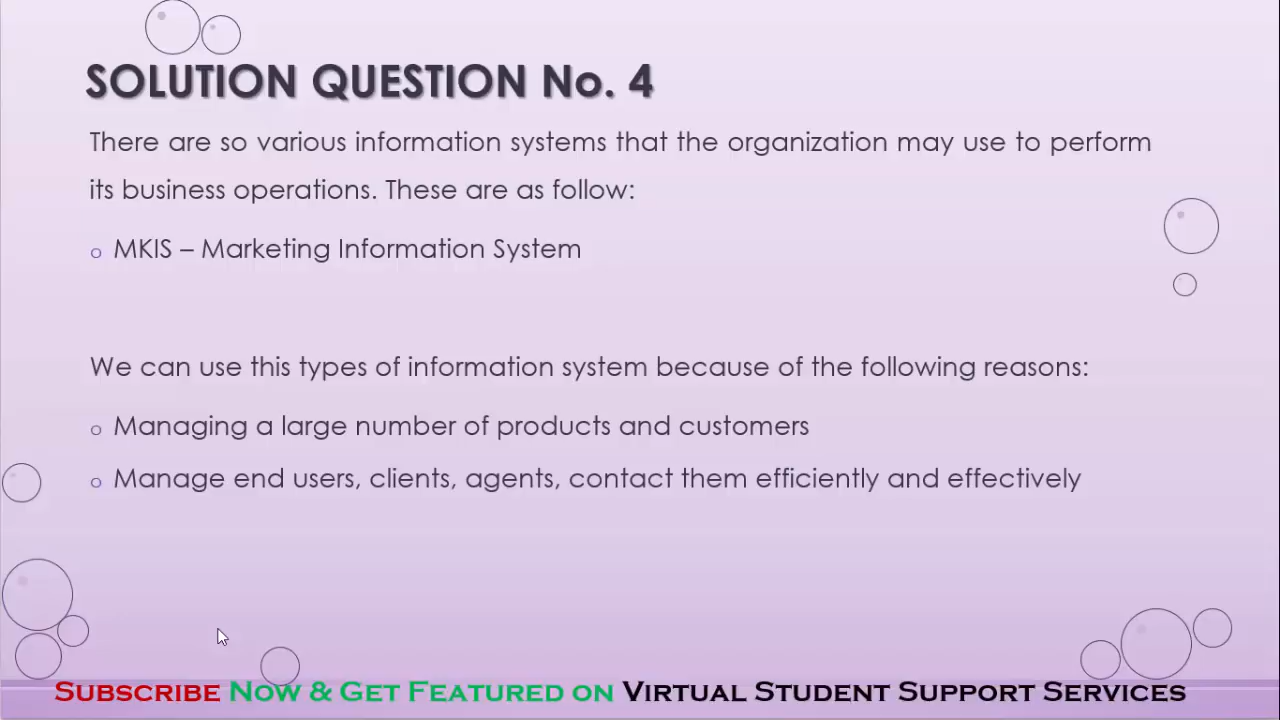 SOLUTION QUESTION No. 4
There are so various information systems that the organization may use to perform
its business operations. These are as follow:
o MKIS – Marketing Information System
We can use this types of information system because of the following reasons:
o Managing a large number of products and customers
o Manage end users, clients, agents, contact them efficiently and effectively
Subscribe Now & Get Featured on Virtual Student Support Services